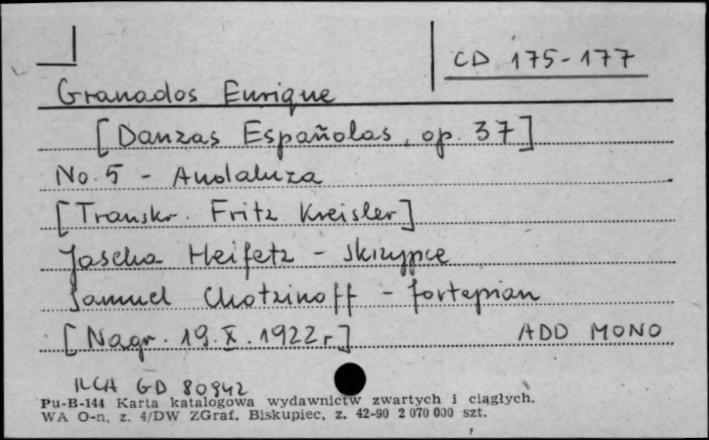 CD 175-177
Granados Enrique
[Danzas Españolas, op. 37]
No. 5 - Andaluza
[Transkr. Fritz Kreisler]
Jascha Heifetz - skrzypce
Samuel Chotzinoff - fortepian
[Nagr. 19.X.1922 r.]
ADD MONO
GD 80942
Pu-B-144 Karta katalogowa wydawnictw zwartych i ciągłych.
WA O-n. z. 4/DW ZGraf. Biskupiec, z. 42-90 2 070 000 szt.